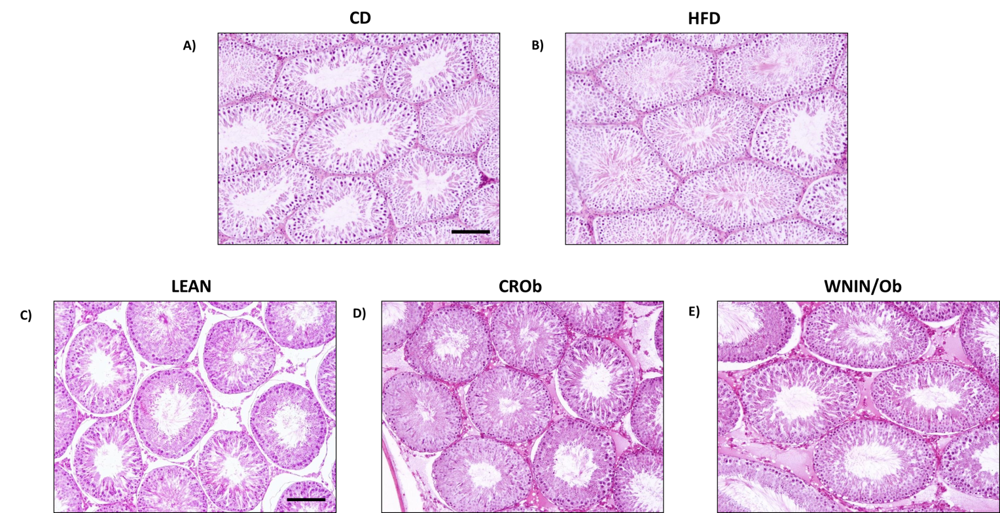 CD
HFD
A)
B)
LEAN
CROb
WNIN/Ob
C)
D)
E)